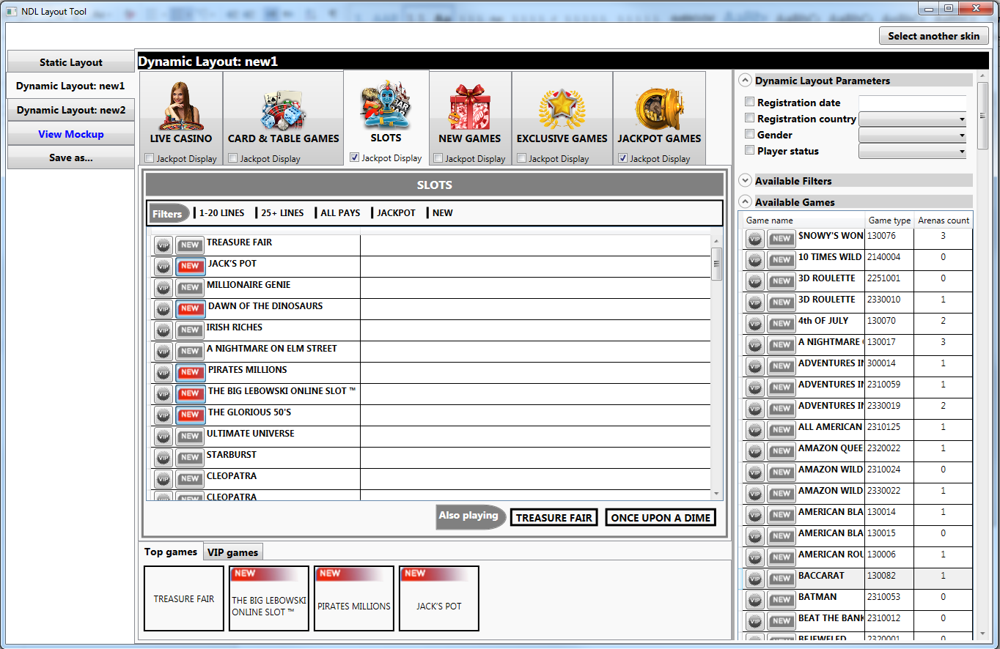 NDL Layout Tool
Select another skin
Static Layout
Dynamic Layout: new1
Dynamic Layout: new2
View Mockup
Save as...
Dynamic Layout: new1
LIVE CASINO
Jackpot Display
CARD & TABLE GAMES
Jackpot Display
SLOTS
Jackpot Display
NEW GAMES
Jackpot Display
EXCLUSIVE GAMES
Jackpot Display
JACKPOT GAMES
Jackpot Display
SLOTS
Filters 1-20 LINES 25+ LINES ALL PAYS JACKPOT NEW
VIP NEW TREASURE FAIR
VIP NEW JACK'S POT
VIP NEW MILLIONAIRE GENIE
VIP NEW DAWN OF THE DINOSAURS
VIP NEW IRISH RICHES
VIP NEW A NIGHTMARE ON ELM STREET
VIP NEW PIRATES MILLIONS
VIP NEW THE BIG LEBOWSKI ONLINE SLOT ™
VIP NEW THE GLORIOUS 50'S
VIP NEW ULTIMATE UNIVERSE
VIP NEW STARBURST
VIP NEW CLEOPATRA
VIP NEW CLEOPATRA
Also playing TREASURE FAIR ONCE UPON A DIME
Top games VIP games
TREASURE FAIR
NEW
THE BIG LEBOWSKI
ONLINE SLOT ™
NEW
PIRATES MILLIONS
NEW
JACK'S POT
Dynamic Layout Parameters
Registration date
Registration country
Gender
Player status
Available Filters
Available Games
Game name Game type Arenas count
VIP NEW $NOWY'S WON 130076 3
VIP NEW 10 TIMES WILD 2140004 0
VIP NEW 3D ROULETTE 2251001 0
VIP NEW 3D ROULETTE 2330010 1
VIP NEW 4th OF JULY 130070 2
VIP NEW A NIGHTMARE 130017 3
VIP NEW ADVENTURES IN 300014 1
VIP NEW ADVENTURES IN 2310059 1
VIP NEW ADVENTURES IN 2330019 2
VIP NEW ALL AMERICAN 2310125 1
VIP NEW AMAZON QUEE 2320022 1
VIP NEW AMAZON WILD 2310024 0
VIP NEW AMAZON WILD 2330022 1
VIP NEW AMERICAN BLA 130014 1
VIP NEW AMERICAN BLA 130015 0
VIP NEW AMERICAN ROU 130006 1
VIP NEW BACCARAT 130082 1
VIP NEW BATMAN 2310053 0
VIP NEW BEAT THE BANK 2310012 0
BEJEWELED 2320001 0